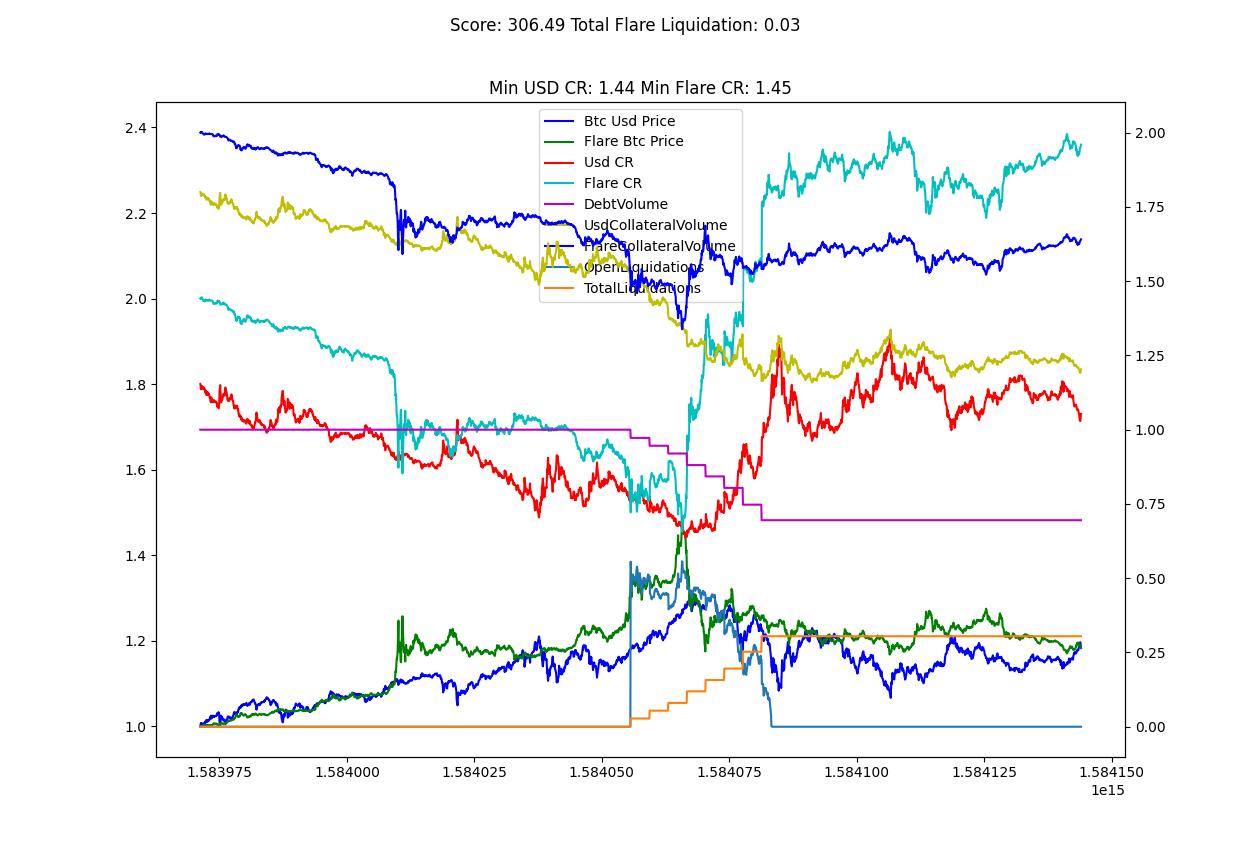 Score: 306.49 Total Flare Liquidation: 0.03
Min USD CR: 1.44 Min Flare CR: 1.45
Btc Usd Price
Flare Btc Price
Usd CR
Flare CR
DebtVolume
UsdCollateralVolume
FlareCollateralVolume
OpenLiquidations
TotalLiquidations
2.4
2.2
2.0
1.8
1.6
1.4
1.2
1.0
2.00
1.75
1.50
1.25
1.00
0.75
0.50
0.25
0.00
1.583975 1.584000 1.584025 1.584050 1.584075 1.584100 1.584125 1.584150
1e15